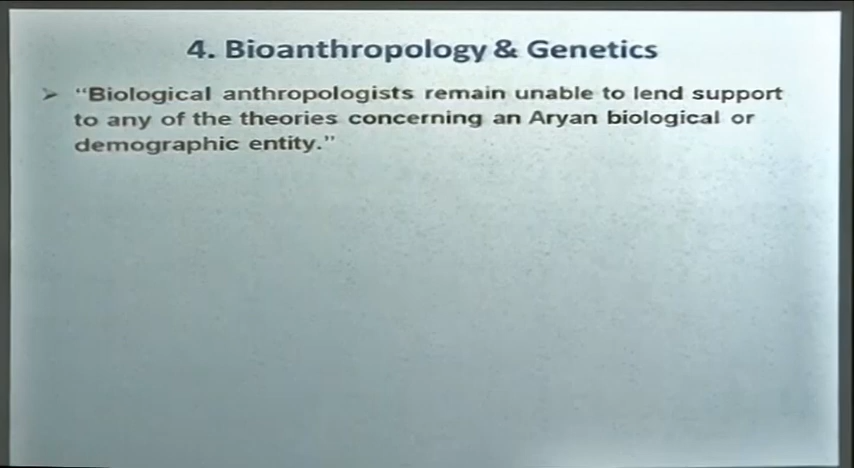 4. Bioanthropology & Genetics
➢ “Biological anthropologists remain unable to lend support
to any of the theories concerning an Aryan biological or
demographic entity.”